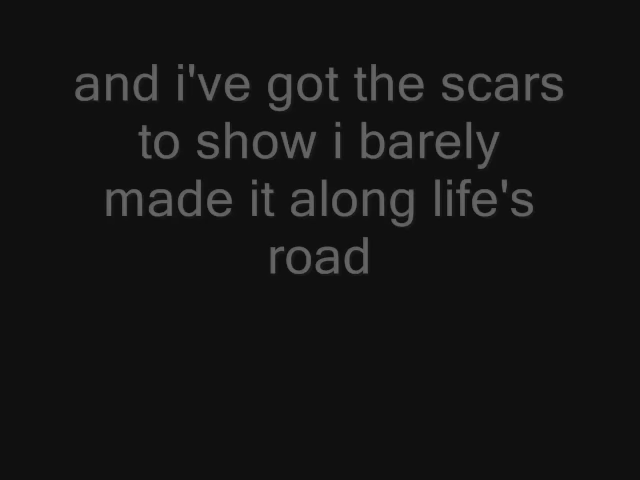 and i've got the scars
to show i barely
made it along life's
road